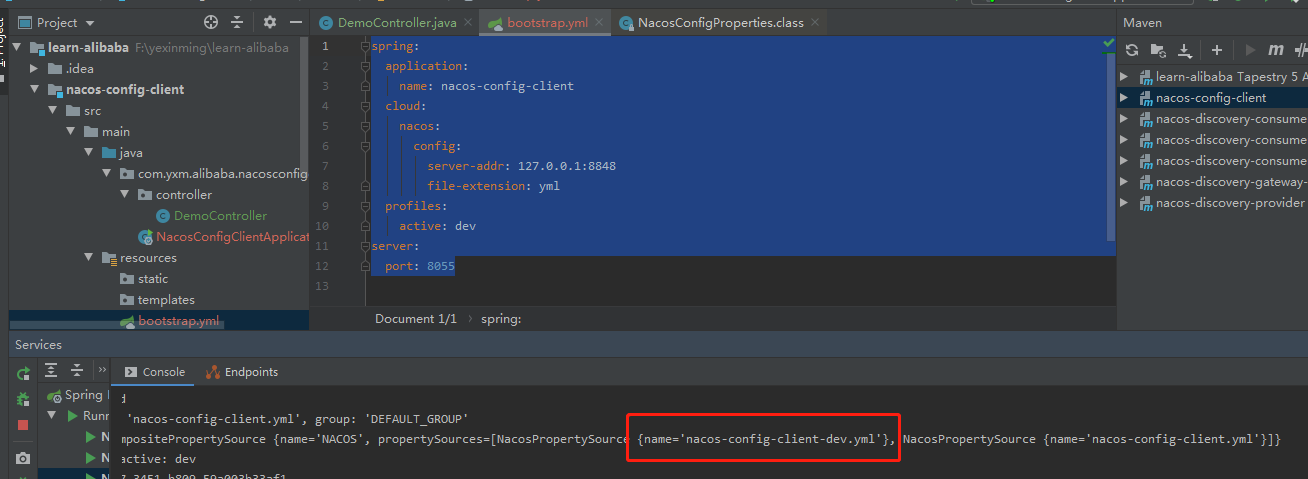 Project
DemoController.java
bootstrap.yml
NacosConfigProperties.class
Maven
learn-alibaba F:\yexinming\learn-alibaba
.idea
nacos-config-client
src
main
java
com.yxm.alibaba.nacosconfig
controller
DemoController
NacosConfigClientApplicat
resources
static
templates
bootstrap.yml
1 spring:
2 application:
3 name: nacos-config-client
4 cloud:
5 nacos:
6 config:
7 server-addr: 127.0.0.1:8848
8 file-extension: yml
9 profiles:
10 active: dev
11 server:
12 port: 8055
13
Document 1/1 › spring:
learn-alibaba Tapestry 5 A
nacos-config-client
nacos-discovery-consume
nacos-discovery-consume
nacos-discovery-consume
nacos-discovery-gateway-
nacos-discovery-provider
Services
Console
Endpoints
Spring
Runn
d
'nacos-config-client.yml', group: 'DEFAULT_GROUP'
mpositePropertySource {name='NACOS', propertySources=[NacosPropertySource {name='nacos-config-client-dev.yml'}, NacosPropertySource {name='nacos-config-client.yml'}]}
active: dev